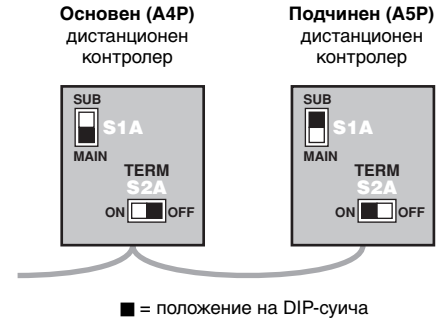 Основен (A4P)
дистанционен
контролер
Подчинен (A5P)
дистанционен
контролер
SUB
S1A
MAIN
TERM
S2A
ON OFF
SUB
S1A
MAIN
TERM
S2A
ON OFF
= положение на DIP-суича